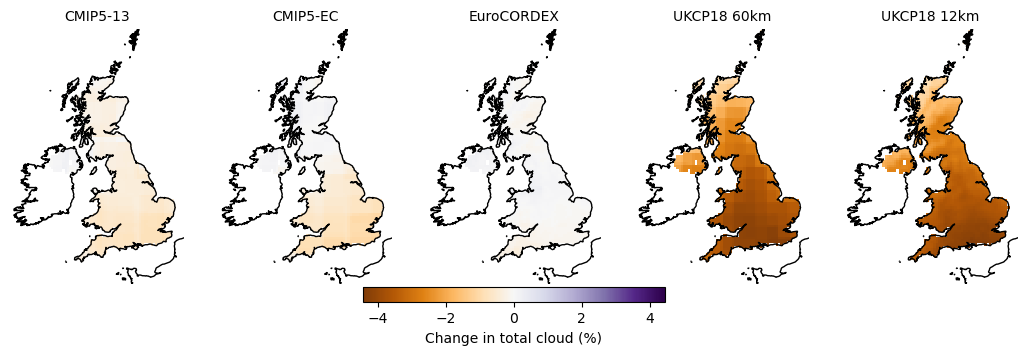 CMIP5-13 CMIP5-EC EuroCORDEX UKCP18 60km UKCP18 12km
−4 −2 0 2 4
Change in total cloud (%)